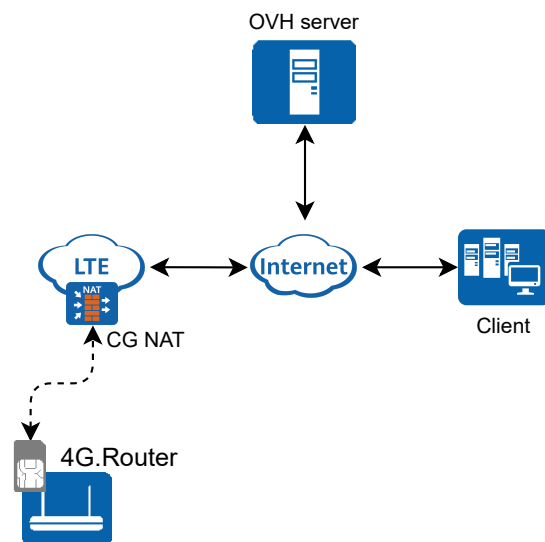 OVH server
LTE
Internet
NAT
Client
CG NAT
4G.Router